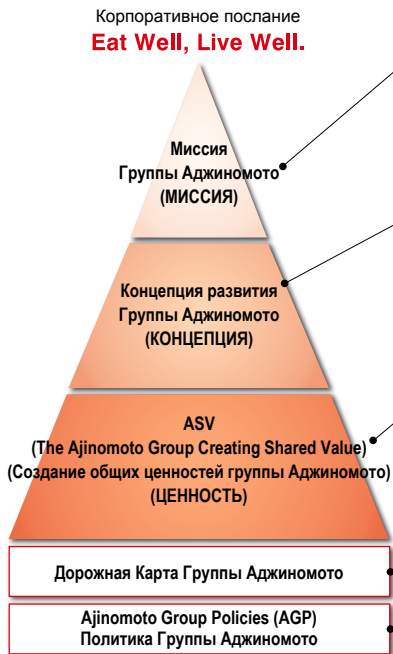 Корпоративное послание
Eat Well, Live Well.
Миссия
Группы Аджиномото
(МИССИЯ)
Концепция развития
Группы Аджиномото
(КОНЦЕПЦИЯ)
ASV
(The Ajinomoto Group Creating Shared Value)
(Создание общих ценностей группы Аджиномото)
(ЦЕННОСТЬ)
Дорожная Карта Группы Аджиномото
Ajinomoto Group Policies (AGP)
Политика Группы Аджиномото